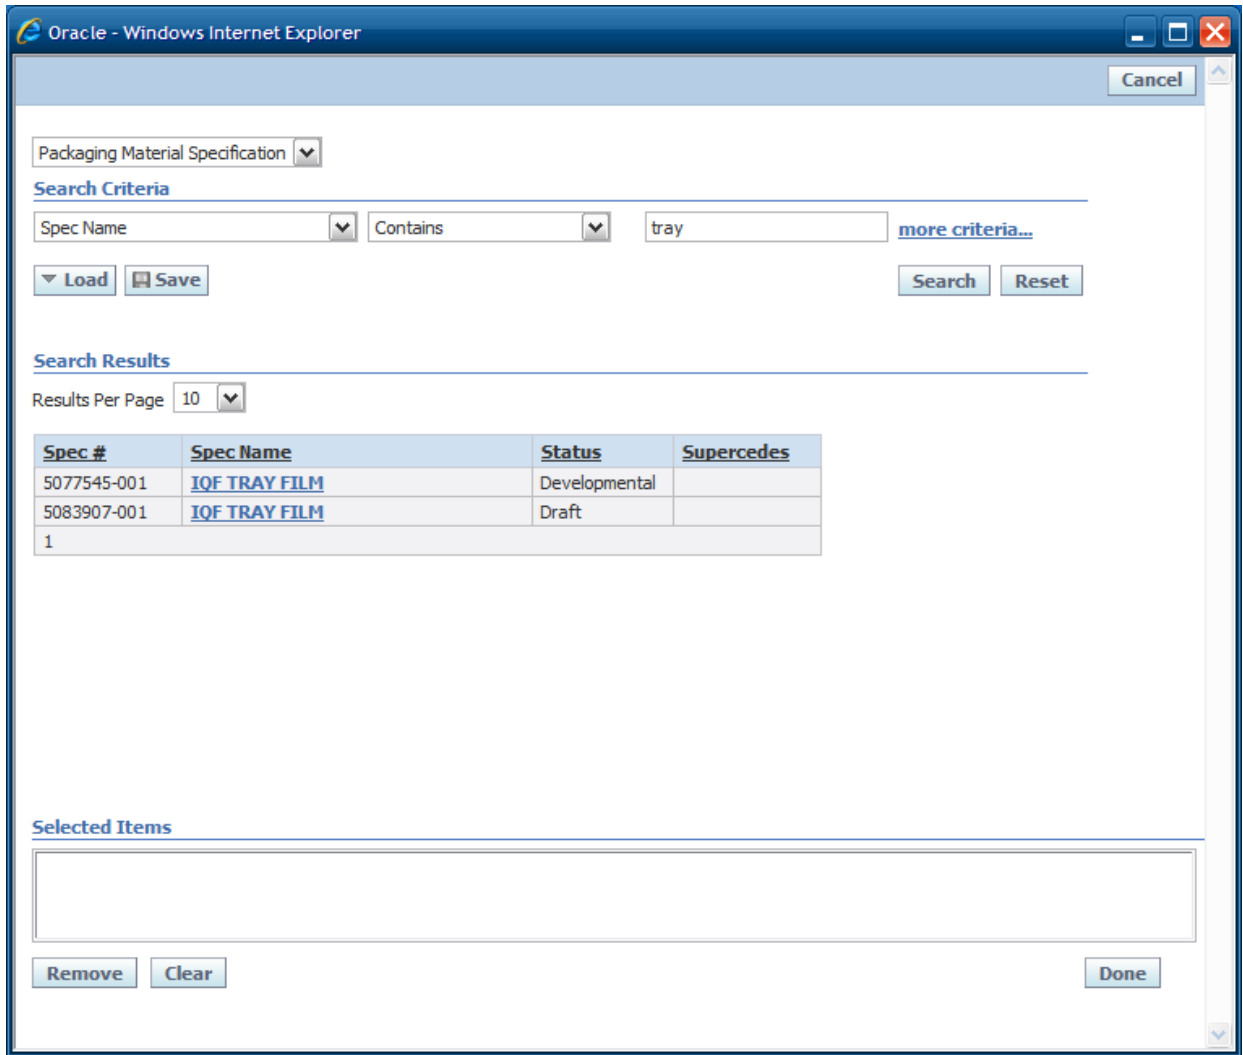 Oracle - Windows Internet Explorer
Cancel
Packaging Material Specification
Search Criteria
Spec Name Contains tray more criteria...
Load Save Search Reset
Search Results
Results Per Page 10
Spec # Spec Name Status Supercedes
5077545-001 IQF TRAY FILM Developmental
5083907-001 IQF TRAY FILM Draft
1
Selected Items
Remove Clear Done